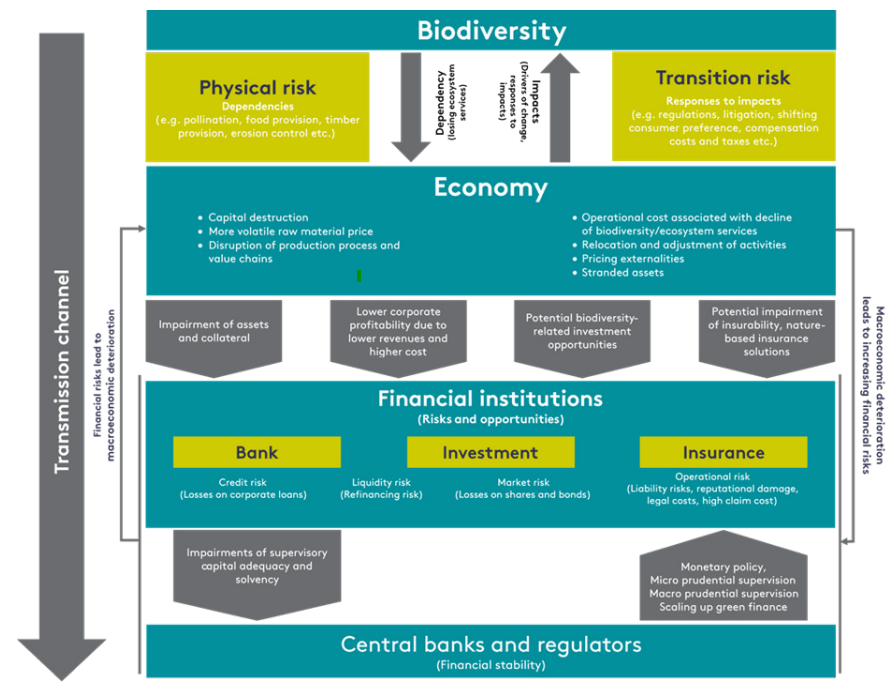 Biodiversity
Physical risk
Dependencies
(e.g. pollination, food provision, timber
provision, erosion control etc.)
Dependency
(losing ecosystem
services)
Impacts
(Drivers of change,
responses to
impacts)
Transition risk
Responses to impacts
(e.g. regulations, litigation, shifting
consumer preference, compensation
costs and taxes etc.)
Economy
• Capital destruction
• More volatile raw material price
• Disruption of production process and
value chains
• Operational cost associated with decline
of biodiversity/ecosystem services
• Relocation and adjustment of activities
• Pricing externalities
• Stranded assets
Transmission channel
Financial risks lead to
macroeconomic deterioration
Macroeconomic deterioration
leads to increasing financial risks
Impairment of assets
and collateral
Lower corporate
profitability due to
lower revenues and
higher cost
Potential biodiversity-
related investment
opportunities
Potential impairment
of insurability, nature-
based insurance
solutions
Financial institutions
(Risks and opportunities)
Bank
Investment
Insurance
Credit risk
(Losses on corporate loans)
Liquidity risk
(Refinancing risk)
Market risk
(Losses on shares and bonds)
Operational risk
(Liability risks, reputational damage,
legal costs, high claim cost)
Impairments of supervisory
capital adequacy and
solvency
Monetary policy,
Micro prudential supervision
Macro prudential supervision
Scaling up green finance
Central banks and regulators
(Financial stability)